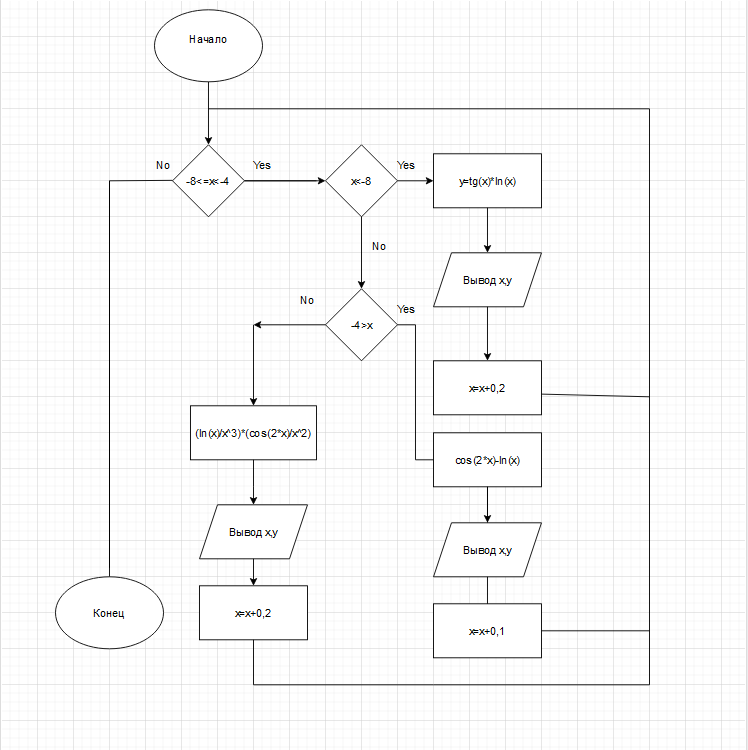 Начало
No
-8<=x<-4
Yes
x<-8
Yes
y=tg(x)*ln(x)
No
Вывод x,y
No
-4>x
Yes
x=x+0,2
(ln(x)/x^3)*(cos(2*x)/x^2)
cos(2*x)-ln(x)
Вывод x,y
Вывод x,y
Конец
x=x+0,2
x=x+0,1